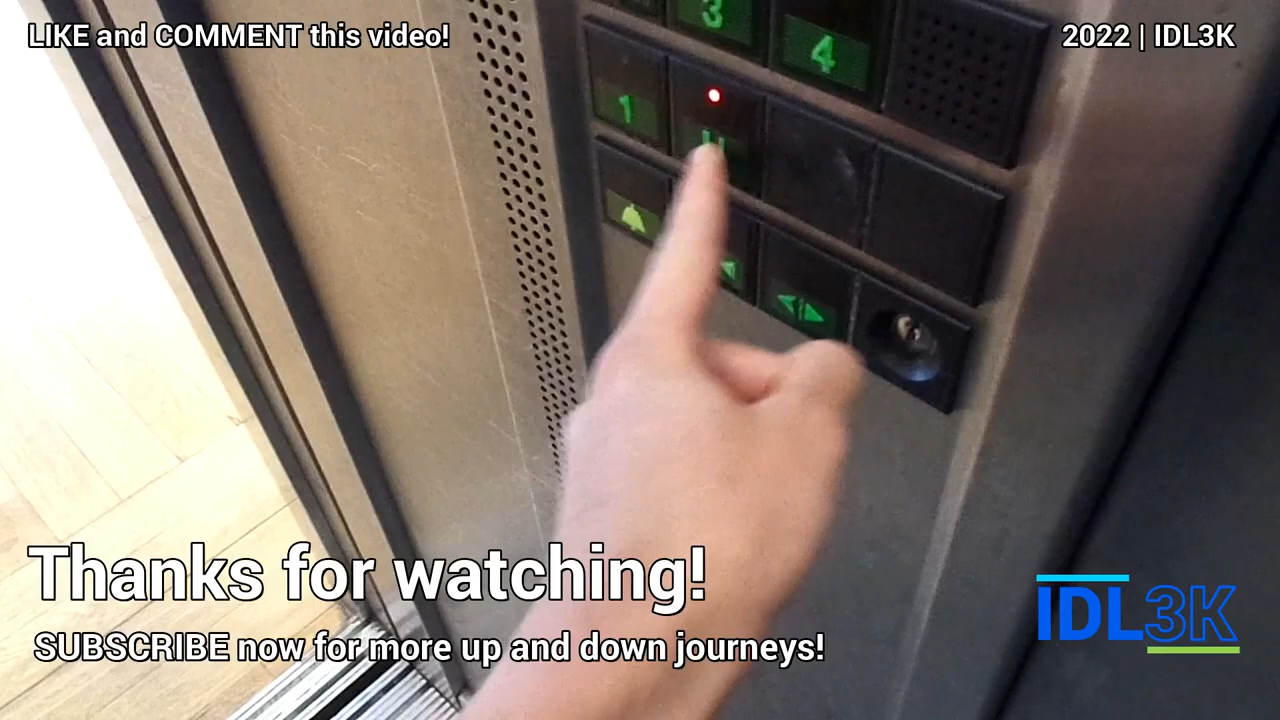 LIKE and COMMENT this video!
2022 | IDL3K
3
4
1
Thanks for watching!
SUBSCRIBE now for more up and down journeys!
IDL3K